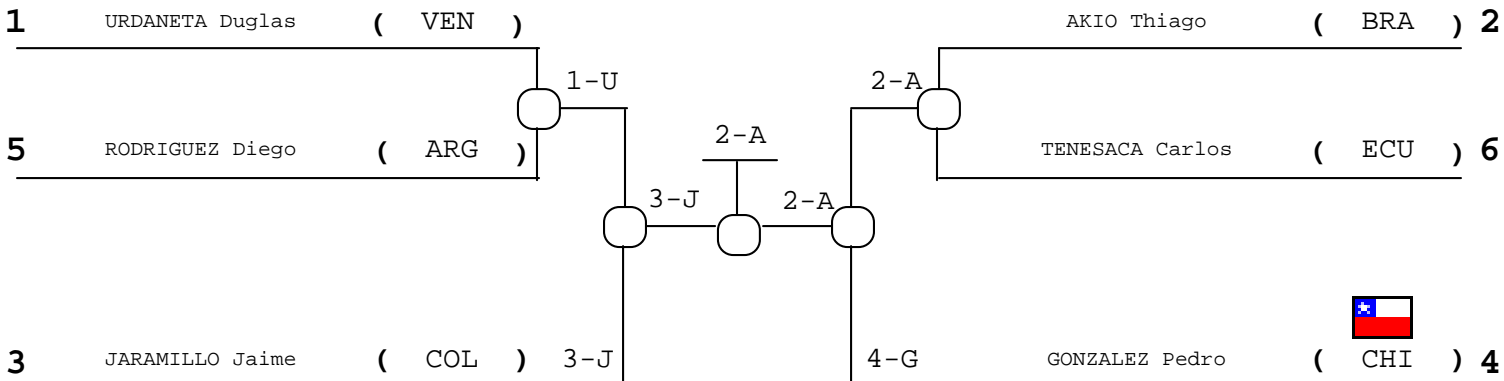 1 URDANETA Duglas ( VEN ) AKIO Thiago ( BRA ) 2
1-U 2-A
5 RODRIGUEZ Diego ( ARG ) 2-A TENESACA Carlos ( ECU ) 6
3-J 2-A
3 JARAMILLO Jaime ( COL ) 3-J 4-G GONZALEZ Pedro ( CHI ) 4